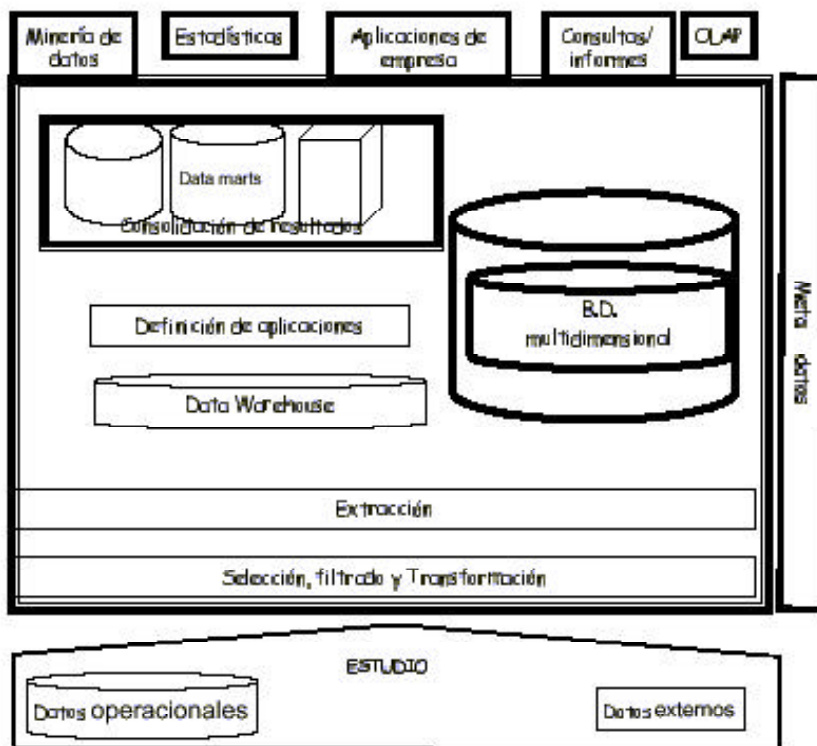 Minería de
datos
Estadísticas
Aplicaciones de
empresa
Consultas/
informes
OLAP
Data marts
Consolidación de resultados
B.D.
multidimensional
Definición de aplicaciones
Data Warehouse
Meta datos
Extracción
Selección, filtrado y Transformación
ESTUDIO
Datos operacionales
Datos externos